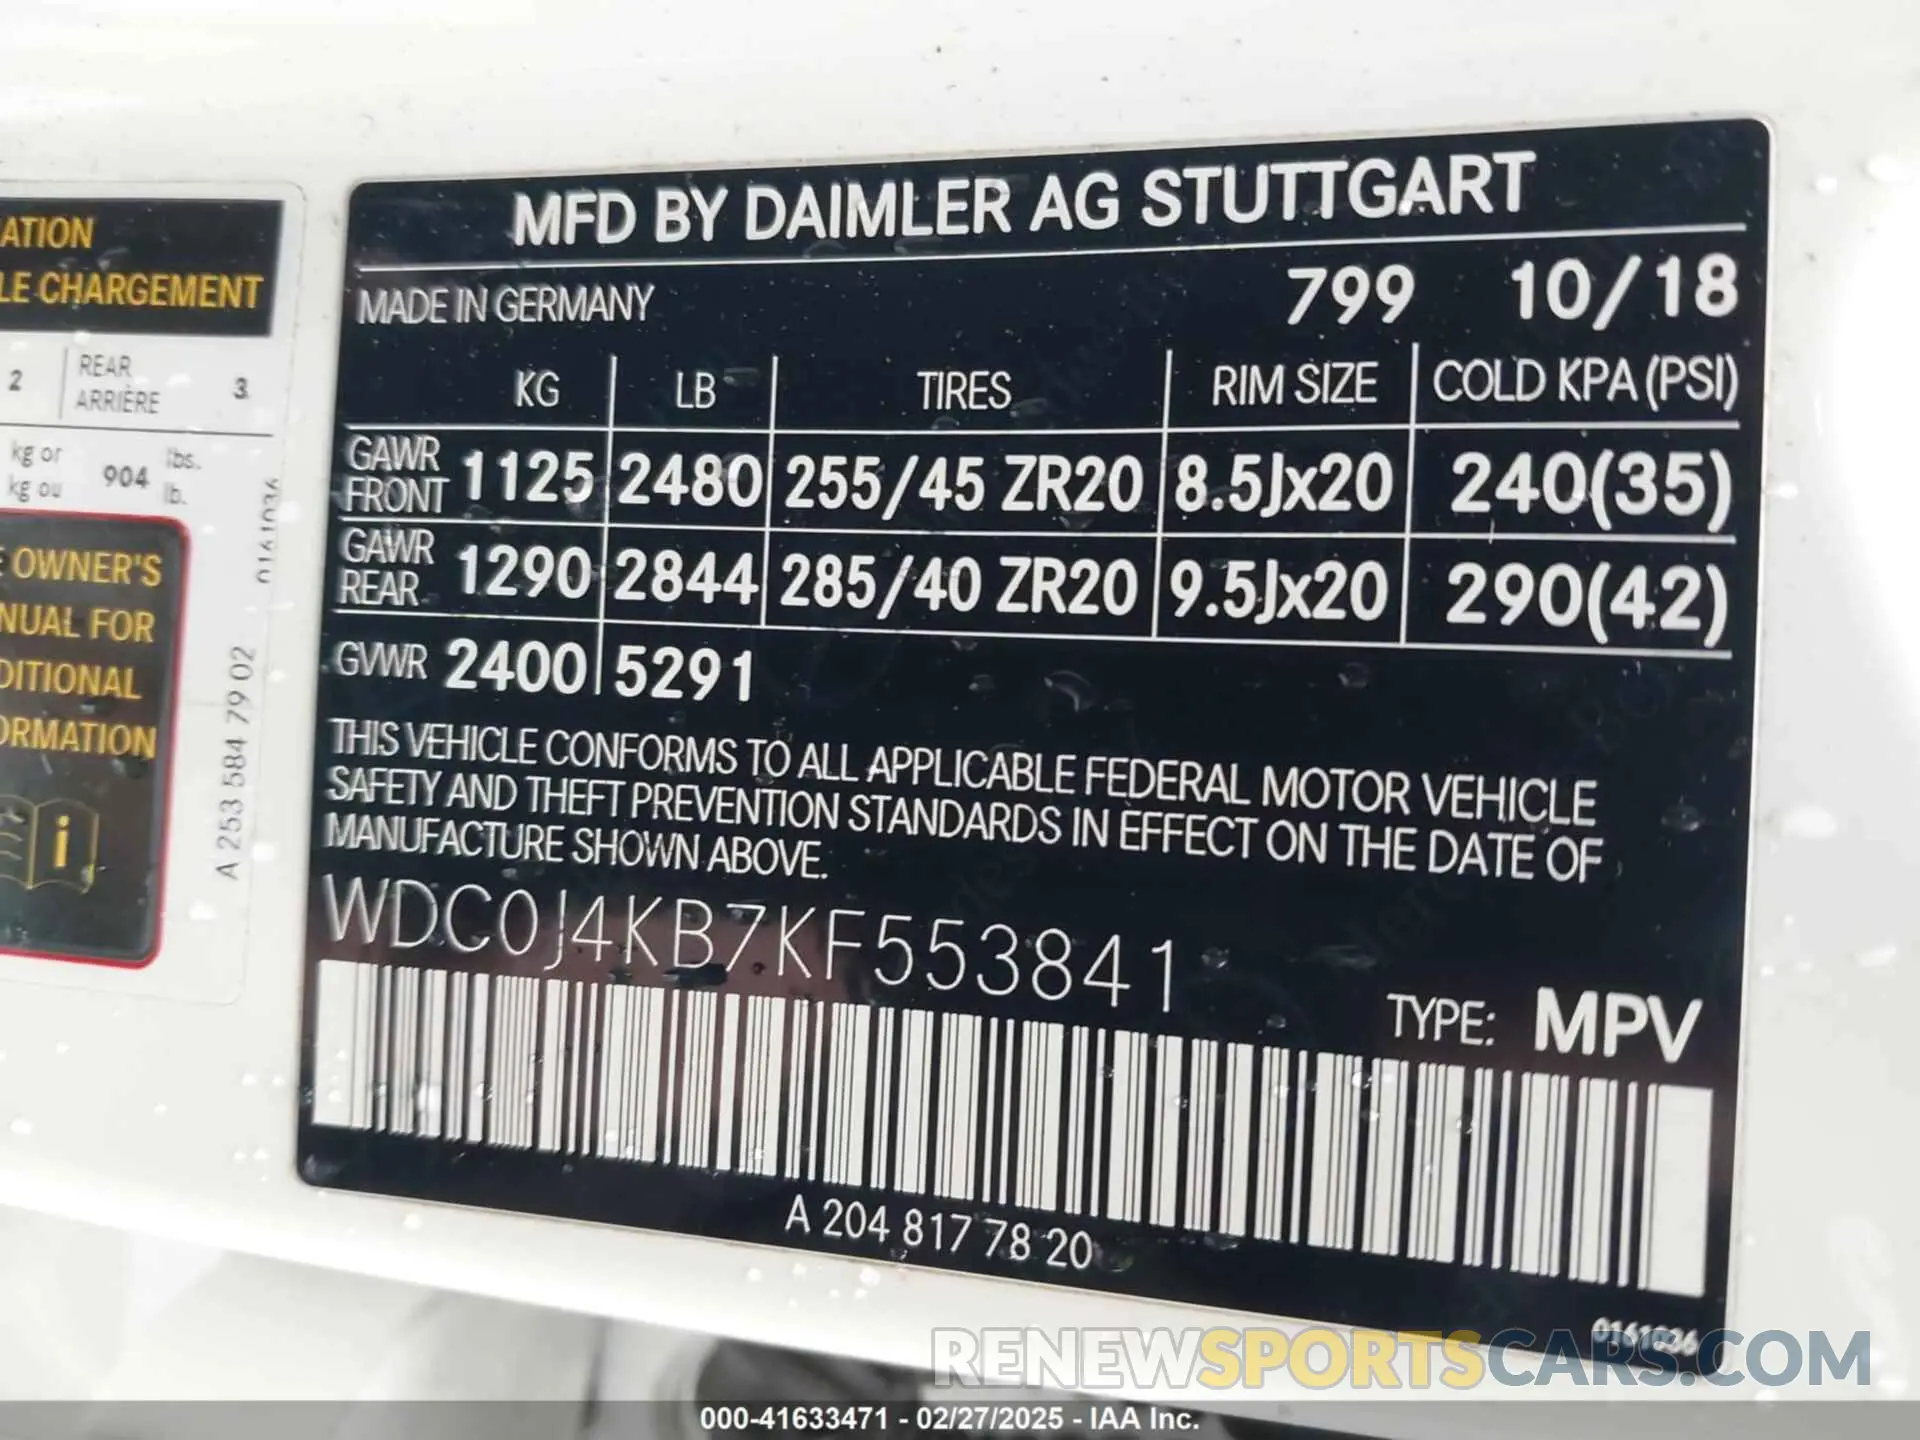 MFD BY DAIMLER AG STUTTGART
MADE IN GERMANY 799 10/18
KG LB TIRES RIM SIZE COLD KPA (PSI)
GAWR FRONT 1125 2480 255/45 ZR20 8.5Jx20 240(35)
GAWR REAR 1290 2844 285/40 ZR20 9.5Jx20 290(42)
GVWR 2400 5291
THIS VEHICLE CONFORMS TO ALL APPLICABLE FEDERAL MOTOR VEHICLE
SAFETY AND THEFT PREVENTION STANDARDS IN EFFECT ON THE DATE OF
MANUFACTURE SHOWN ABOVE.
WDC0J4KB7KF553841
TYPE: MPV
A 204 817 78 20
0161036
ATION
LE CHARGEMENT
2 REAR 3
ARRIÈRE
kg or 904 lbs.
kg ou lb.
0161036
E OWNER'S
NUAL FOR
DITIONAL
ORMATION
i
A 253 584 79 02
RENEWSPORTSCARS.COM
000-41633471 - 02/27/2025 - IAA Inc.